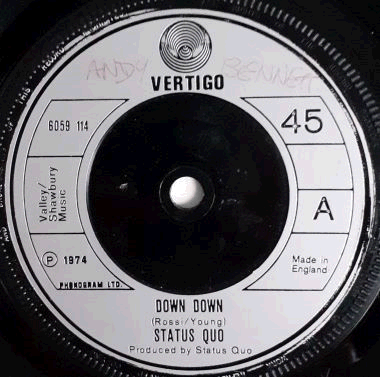 ANDY BENNETT
VERTIGO
6059 114
45
Valley/
Shawbury
Music
A
Ⓟ 1974
Made in
England
PHONOGRAM LTD.
DOWN DOWN
(Rossi/Young)
STATUS QUO
Produced by Status Quo